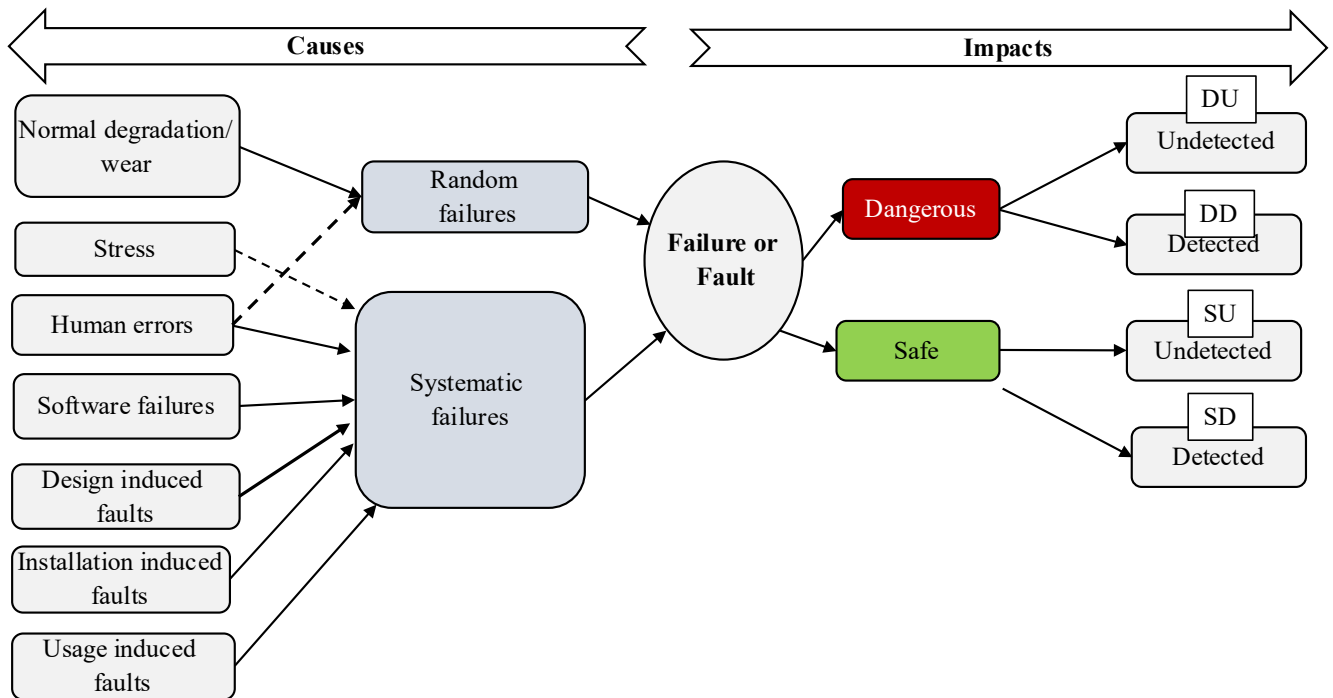 Causes
Impacts
Normal degradation/
wear
Stress
Human errors
Software failures
Design induced
faults
Installation induced
faults
Usage induced
faults
Random
failures
Systematic
failures
Failure or
Fault
Dangerous
Safe
DU
Undetected
DD
Detected
SU
Undetected
SD
Detected